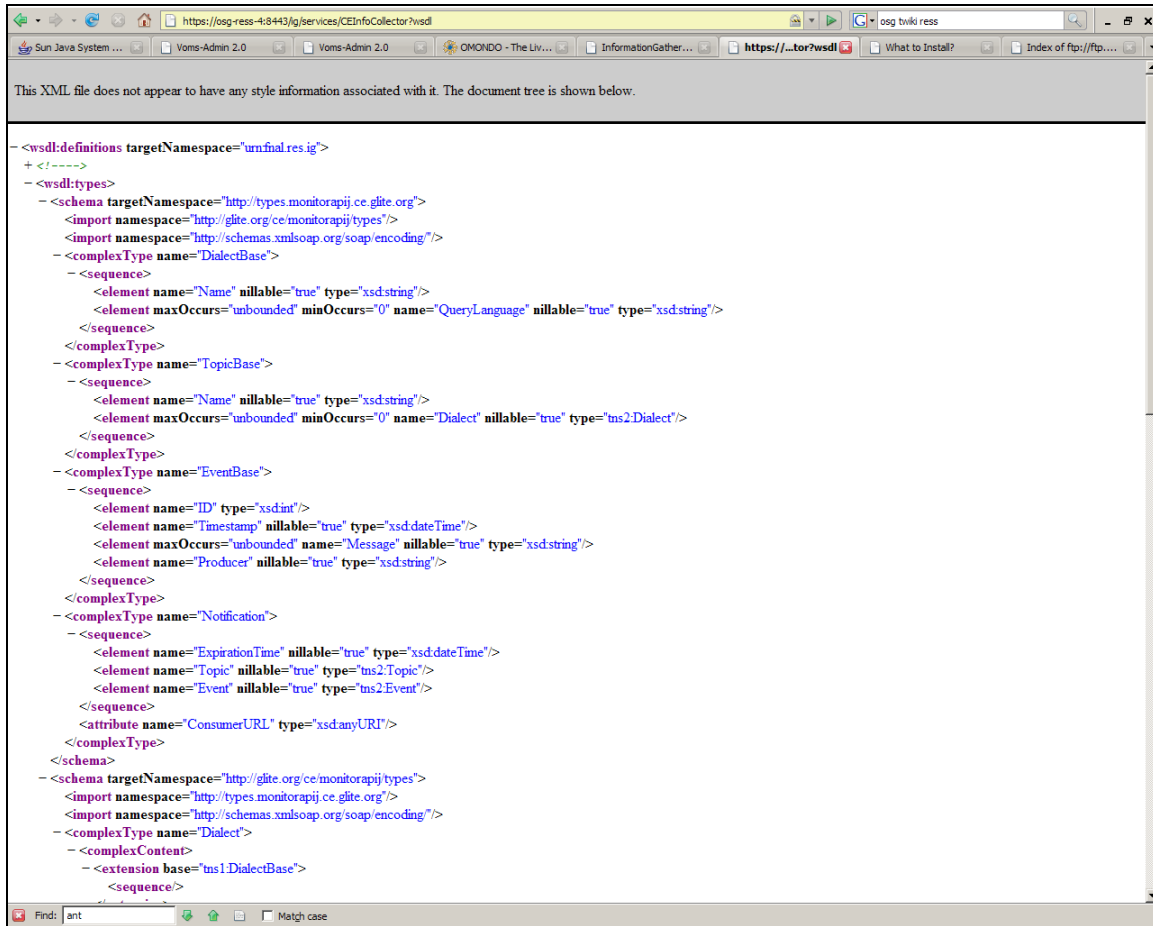 https://osg-ress-4:8443/ig/services/CEInfoCollector?wsdl
osg twiki ress
Sun Java System ... Voms-Admin 2.0 Voms-Admin 2.0 OMONDO - The Liv... InformationGather... https://...tor?wsdl What to Install? Index of ftp://ftp....
This XML file does not appear to have any style information associated with it. The document tree is shown below.
− <wsdl:definitions targetNamespace="urn:fnal.res.ig">
+ <!---->
− <wsdl:types>
− <schema targetNamespace="http://types.monitorapij.ce.glite.org">
<import namespace="http://glite.org/ce/monitorapij/types"/>
<import namespace="http://schemas.xmlsoap.org/soap/encoding/"/>
− <complexType name="DialectBase">
− <sequence>
<element name="Name" nillable="true" type="xsd:string"/>
<element maxOccurs="unbounded" minOccurs="0" name="QueryLanguage" nillable="true" type="xsd:string"/>
</sequence>
</complexType>
− <complexType name="TopicBase">
− <sequence>
<element name="Name" nillable="true" type="xsd:string"/>
<element maxOccurs="unbounded" minOccurs="0" name="Dialect" nillable="true" type="tns2:Dialect"/>
</sequence>
</complexType>
− <complexType name="EventBase">
− <sequence>
<element name="ID" type="xsd:int"/>
<element name="Timestamp" nillable="true" type="xsd:dateTime"/>
<element maxOccurs="unbounded" name="Message" nillable="true" type="xsd:string"/>
<element name="Producer" nillable="true" type="xsd:string"/>
</sequence>
</complexType>
− <complexType name="Notification">
− <sequence>
<element name="ExpirationTime" nillable="true" type="xsd:dateTime"/>
<element name="Topic" nillable="true" type="tns2:Topic"/>
<element name="Event" nillable="true" type="tns2:Event"/>
</sequence>
<attribute name="ConsumerURL" type="xsd:anyURI"/>
</complexType>
</schema>
− <schema targetNamespace="http://glite.org/ce/monitorapij/types">
<import namespace="http://types.monitorapij.ce.glite.org"/>
<import namespace="http://schemas.xmlsoap.org/soap/encoding/"/>
− <complexType name="Dialect">
− <complexContent>
− <extension base="tns1:DialectBase">
<sequence/>
Find: ant Match case